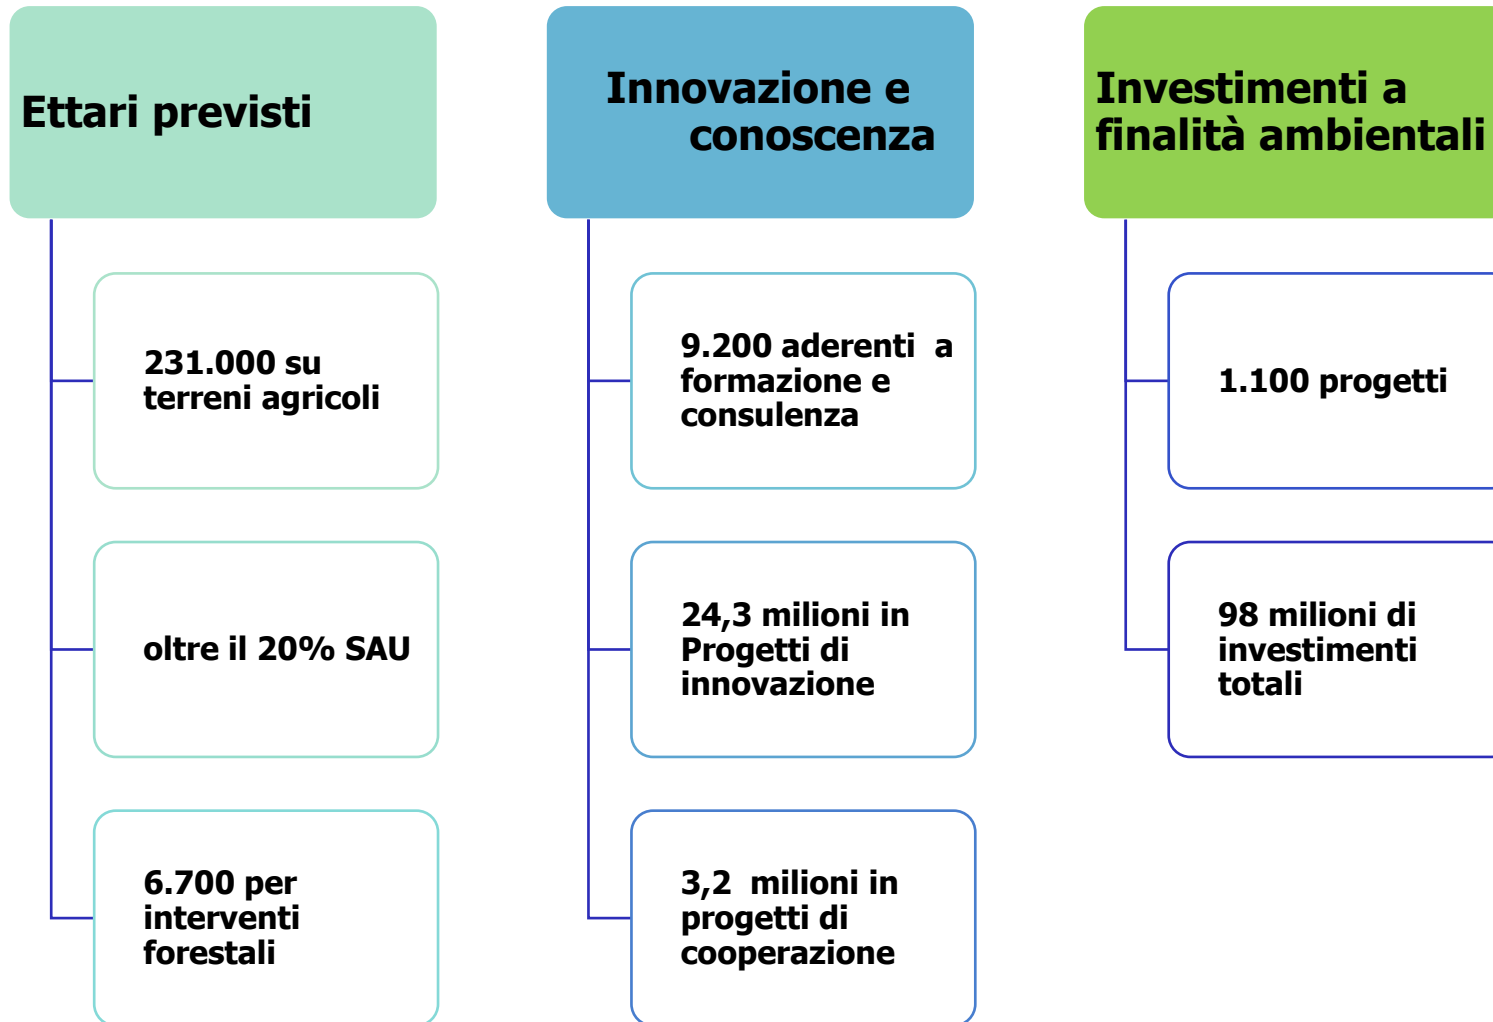 Ettari previsti
231.000 su
terreni agricoli
oltre il 20% SAU
6.700 per
interventi
forestali
Innovazione e
conoscenza
9.200 aderenti a
formazione e
consulenza
24,3 milioni in
Progetti di
innovazione
3,2 milioni in
progetti di
cooperazione
Investimenti a
finalità ambientali
1.100 progetti
98 milioni di
investimenti
totali